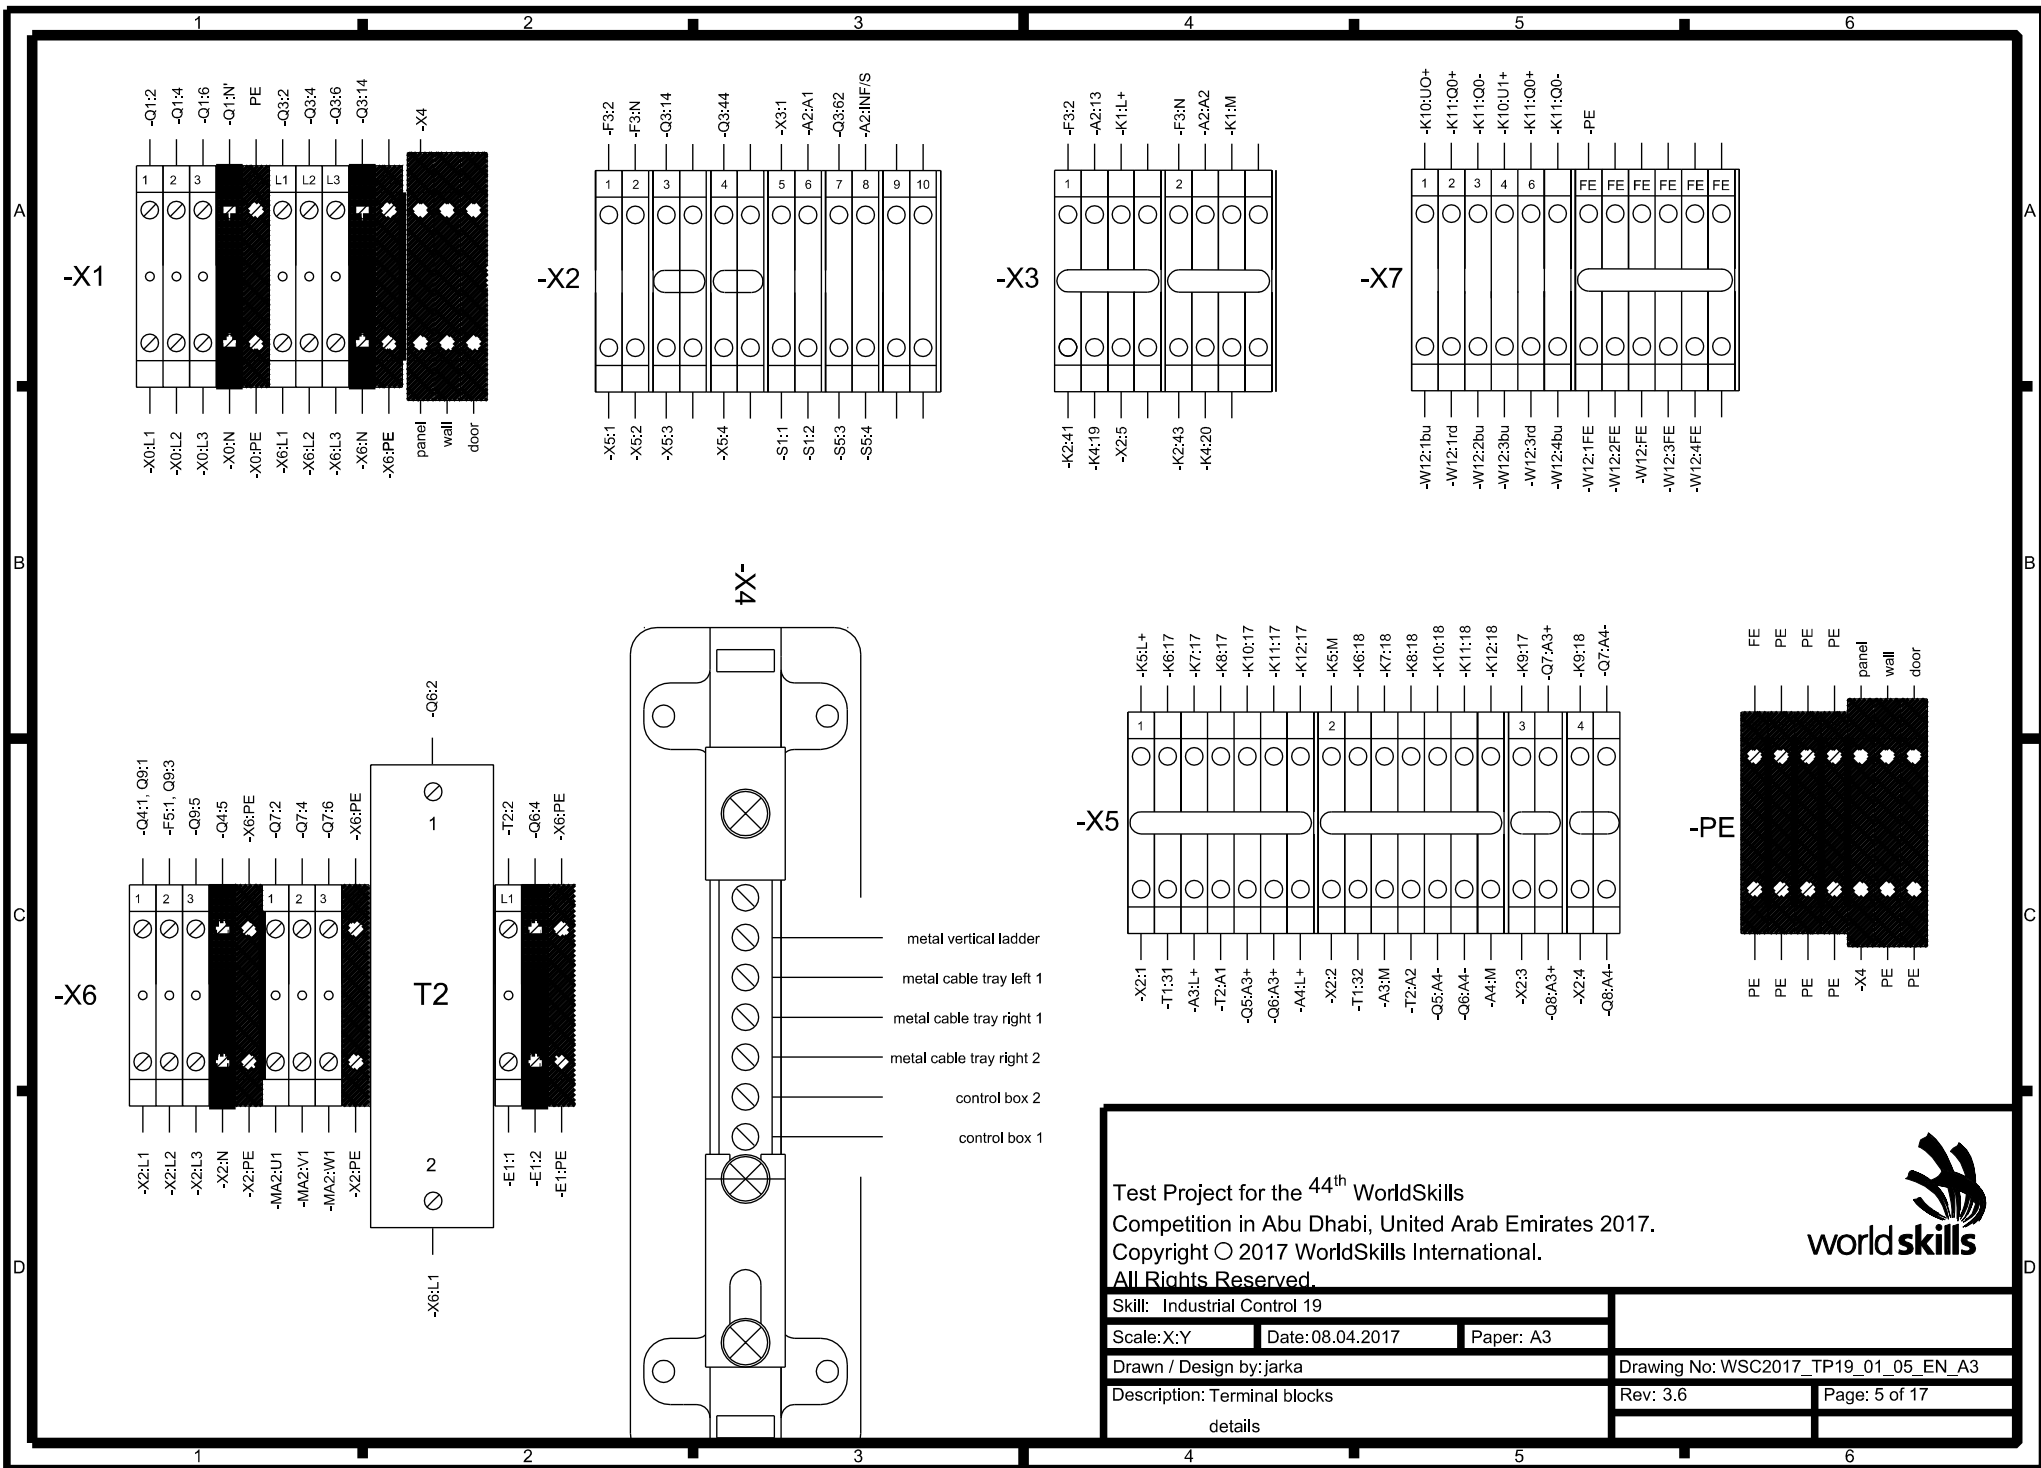 1 2 3 4 5 6
-Q1:2 -Q1:4 -Q1:6 -Q1:N' PE -Q3:2 -Q3:4 -Q3:6 -Q3:14 -X4
1 2 3 L1 L2 L3
-X1
-X0:L1 -X0:L2 -X0:L3 -X0:N -X0:PE -X6:L1 -X6:L2 -X6:L3 -X6:N -X6:PE panel wall door
-F3:2 -F3:N -Q3:14 -Q3:44 -X3:1 -A2:A1 -Q3:62 -A2:INF/S
1 2 3 4 5 6 7 8 9 10
-X2
-X5:1 -X5:2 -X5:3 -X5:4 -S1:1 -S1:2 -S5:3 -S5:4
-F3:2 -A2:13 -K1:L+ -F3:N -A2:A2 -K1:M
1 2
-X3
-K2:41 -K4:19 -X2:5 -K2:43 -K4:20
-K10:UO+ -K11:Q0+ -K11:Q0- -K10:U1+ -K11:Q0+ -K11:Q0- -PE
1 2 3 4 6 FE FE FE FE FE FE
-X7
-W12:1bu -W12:1rd -W12:2bu -W12:3bu -W12:3rd -W12:4bu -W12:1FE -W12:2FE -W12:FE -W12:3FE -W12:4FE
A A
B B
C C
D D
-Q4:1, Q9:1 -F5:1, Q9:3 -Q9:5 -Q4:5 -X6:PE -Q7:2 -Q7:4 -Q7:6 -X6:PE -Q6:2 -T2:2 -Q6:4 -X6:PE
1 2 3 1 2 3 L1
-X6
1
T2
2
-X2:L1 -X2:L2 -X2:L3 -X2:N -X2:PE -MA2:U1 -MA2:V1 -MA2:W1 -X2:PE -X6:L1 -E1:1 -E1:2 -E1:PE
-X4
metal vertical ladder
metal cable tray left 1
metal cable tray right 1
metal cable tray right 2
control box 2
control box 1
-K5:L+ -K6:17 -K7:17 -K8:17 -K10:17 -K11:17 -K12:17 -K5:M -K6:18 -K7:18 -K8:18 -K10:18 -K11:18 -K12:18 -K9:17 -Q7:A3+ -K9:18 -Q7:A4-
1 2 3 4
-X5
-X2:1 -T1:31 -A3:L+ -T2:A1 -Q5:A3+ -Q6:A3+ -A4:L+ -X2:2 -T1:32 -A3:M -T2:A2 -Q5:A4- -Q6:A4- -A4:M -X2:3 -Q8:A3+ -X2:4 -Q8:A4-
FE PE PE PE panel wall door
-PE
PE PE PE PE -X4 PE PE
Test Project for the 44th WorldSkills
Competition in Abu Dhabi, United Arab Emirates 2017.
Copyright O 2017 WorldSkills International.
All Rights Reserved.
worldskills
Skill: Industrial Control 19
Scale:X:Y Date:08.04.2017 Paper: A3
Drawn / Design by:jarka Drawing No: WSC2017_TP19_01_05_EN_A3
Description: Terminal blocks Rev: 3.6 Page: 5 of 17
details
1 2 3 4 5 6